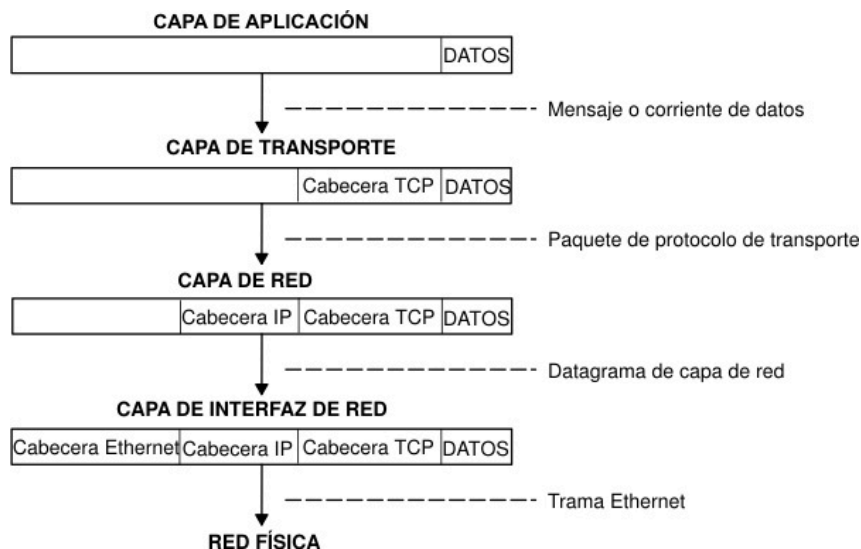 CAPA DE APLICACIÓN
DATOS
Mensaje o corriente de datos
CAPA DE TRANSPORTE
Cabecera TCP DATOS
Paquete de protocolo de transporte
CAPA DE RED
Cabecera IP Cabecera TCP DATOS
Datagrama de capa de red
CAPA DE INTERFAZ DE RED
Cabecera Ethernet Cabecera IP Cabecera TCP DATOS
Trama Ethernet
RED FÍSICA